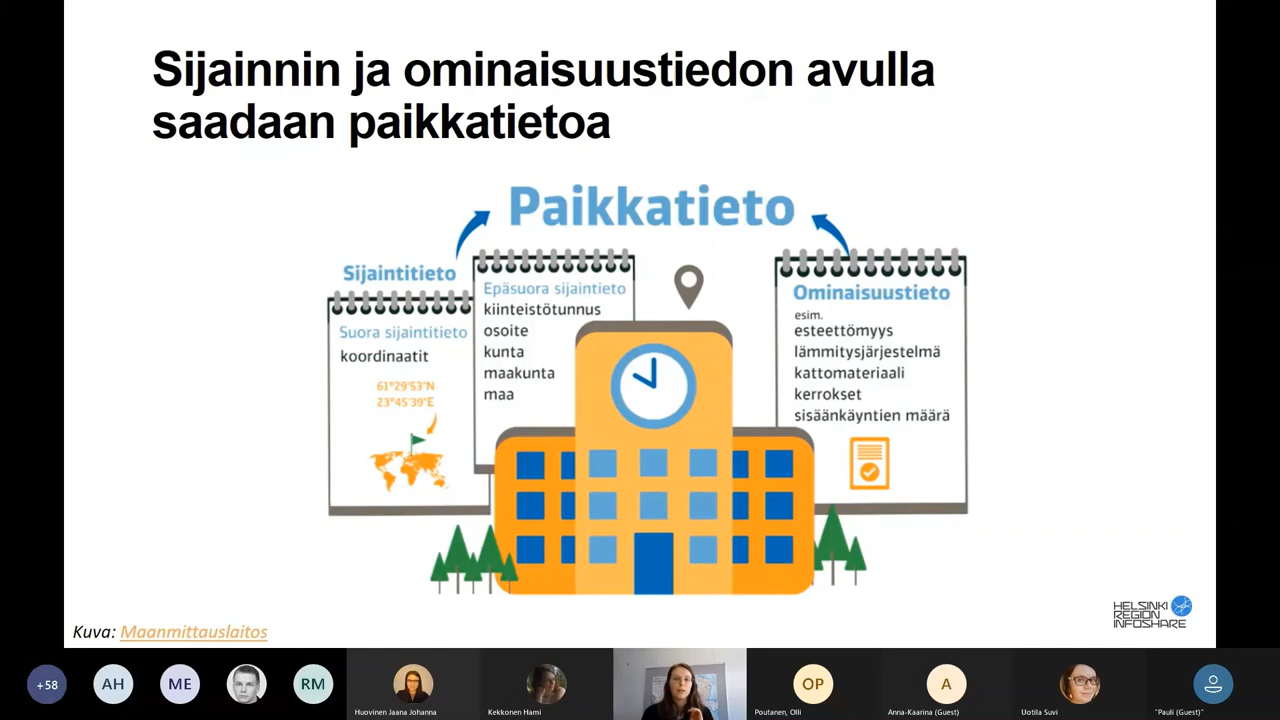 Sijainnin ja ominaisuustiedon avulla
saadaan paikkatietoa
Paikkatieto
Sijaintitieto
Suora sijaintitieto
koordinaatit
61°29'53"N
23°45'39"E
Epäsuora sijaintieto
kiinteistötunnus
osoite
kunta
maakunta
maa
Ominaisuustieto
esim.
esteettömyys
lämmitysjärjestelmä
kattomateriaali
kerrokset
sisäänkäyntien määrä
Kuva: Maanmittauslaitos
HELSINKI
REGION
INFOSHARE
+58
AH
ME
RM
Huovinen Jaana Johanna
Kekkonen Hami
OP
Poutanen, Olli
A
Anna-Kaarina (Guest)
Uotila Suvi
"Pauli (Guest)"